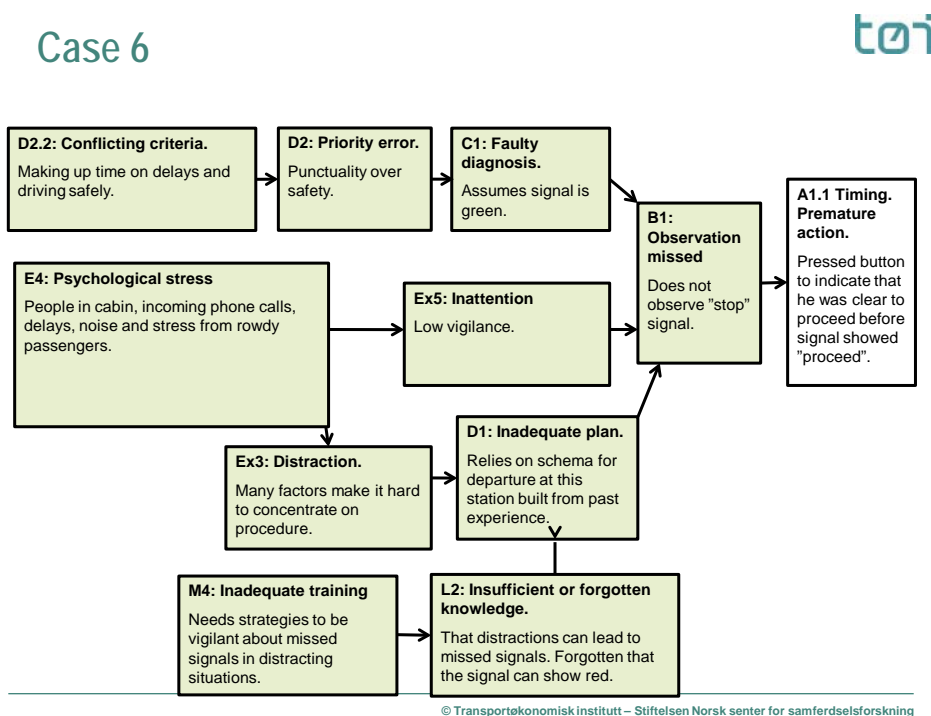 Case 6
tøi
D2.2: Conflicting criteria.
Making up time on delays and
driving safely.
D2: Priority error.
Punctuality over
safety.
C1: Faulty
diagnosis.
Assumes signal is
green.
B1:
Observation
missed
Does not
observe ”stop”
signal.
A1.1 Timing.
Premature
action.
Pressed button
to indicate that
he was clear to
proceed before
signal showed
”proceed”.
E4: Psychological stress
People in cabin, incoming phone calls,
delays, noise and stress from rowdy
passengers.
Ex5: Inattention
Low vigilance.
Ex3: Distraction.
Many factors make it hard
to concentrate on
procedure.
D1: Inadequate plan.
Relies on schema for
departure at this
station built from past
experience.
M4: Inadequate training
Needs strategies to be
vigilant about missed
signals in distracting
situations.
L2: Insufficient or forgotten
knowledge.
That distractions can lead to
missed signals. Forgotten that
the signal can show red.
© Transportøkonomisk institutt – Stiftelsen Norsk senter for samferdselsforskning